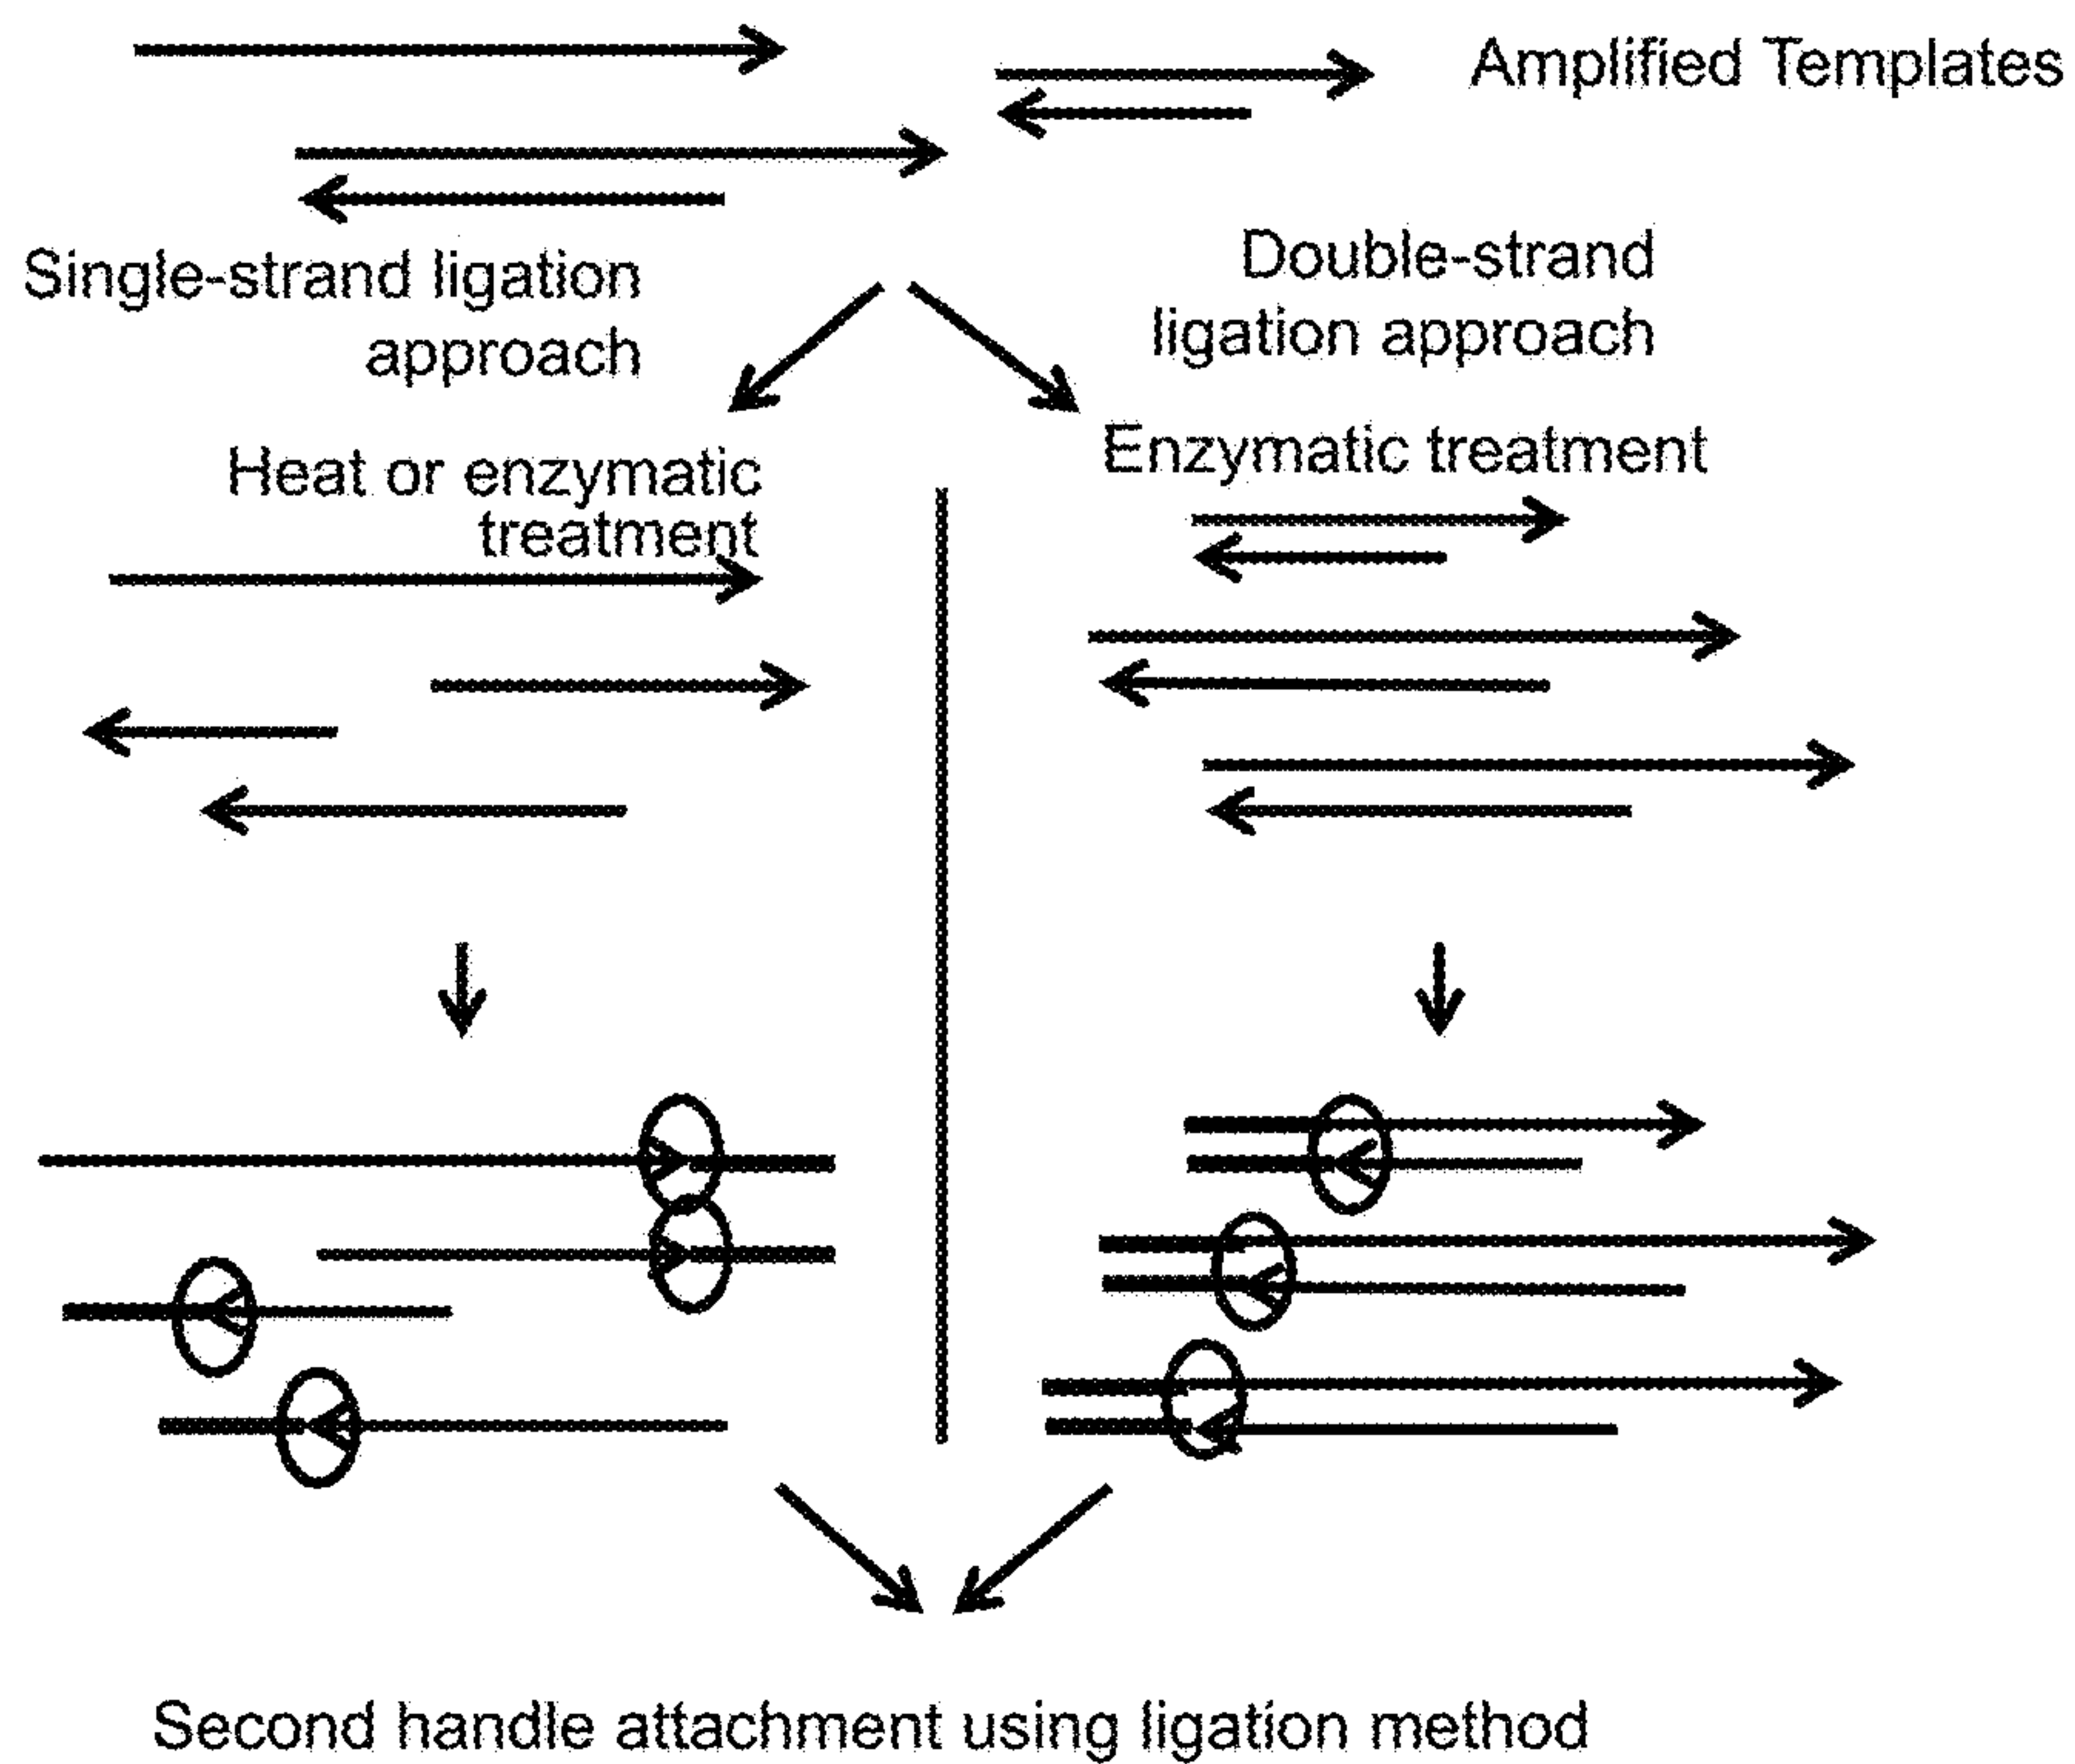 Amplified Templates
Single-strand ligation
approach
Double-strand
ligation approach
Heat or enzymatic
treatment
Enzymatic treatment
Second handle attachment using ligation method